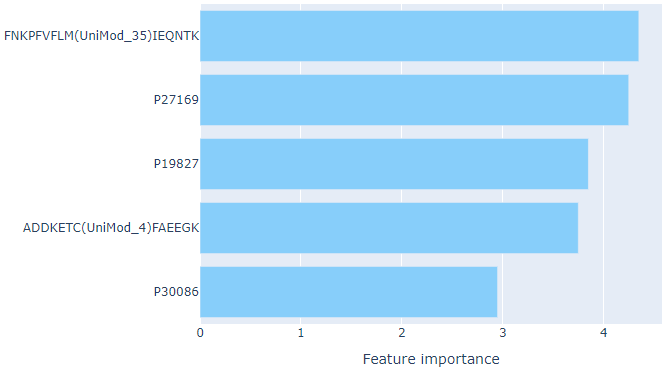 FNKPFVFLM(UniMod_35)IEQNTK
P27169
P19827
ADDKETC(UniMod_4)FAEEGK
P30086
0 1 2 3 4
Feature importance